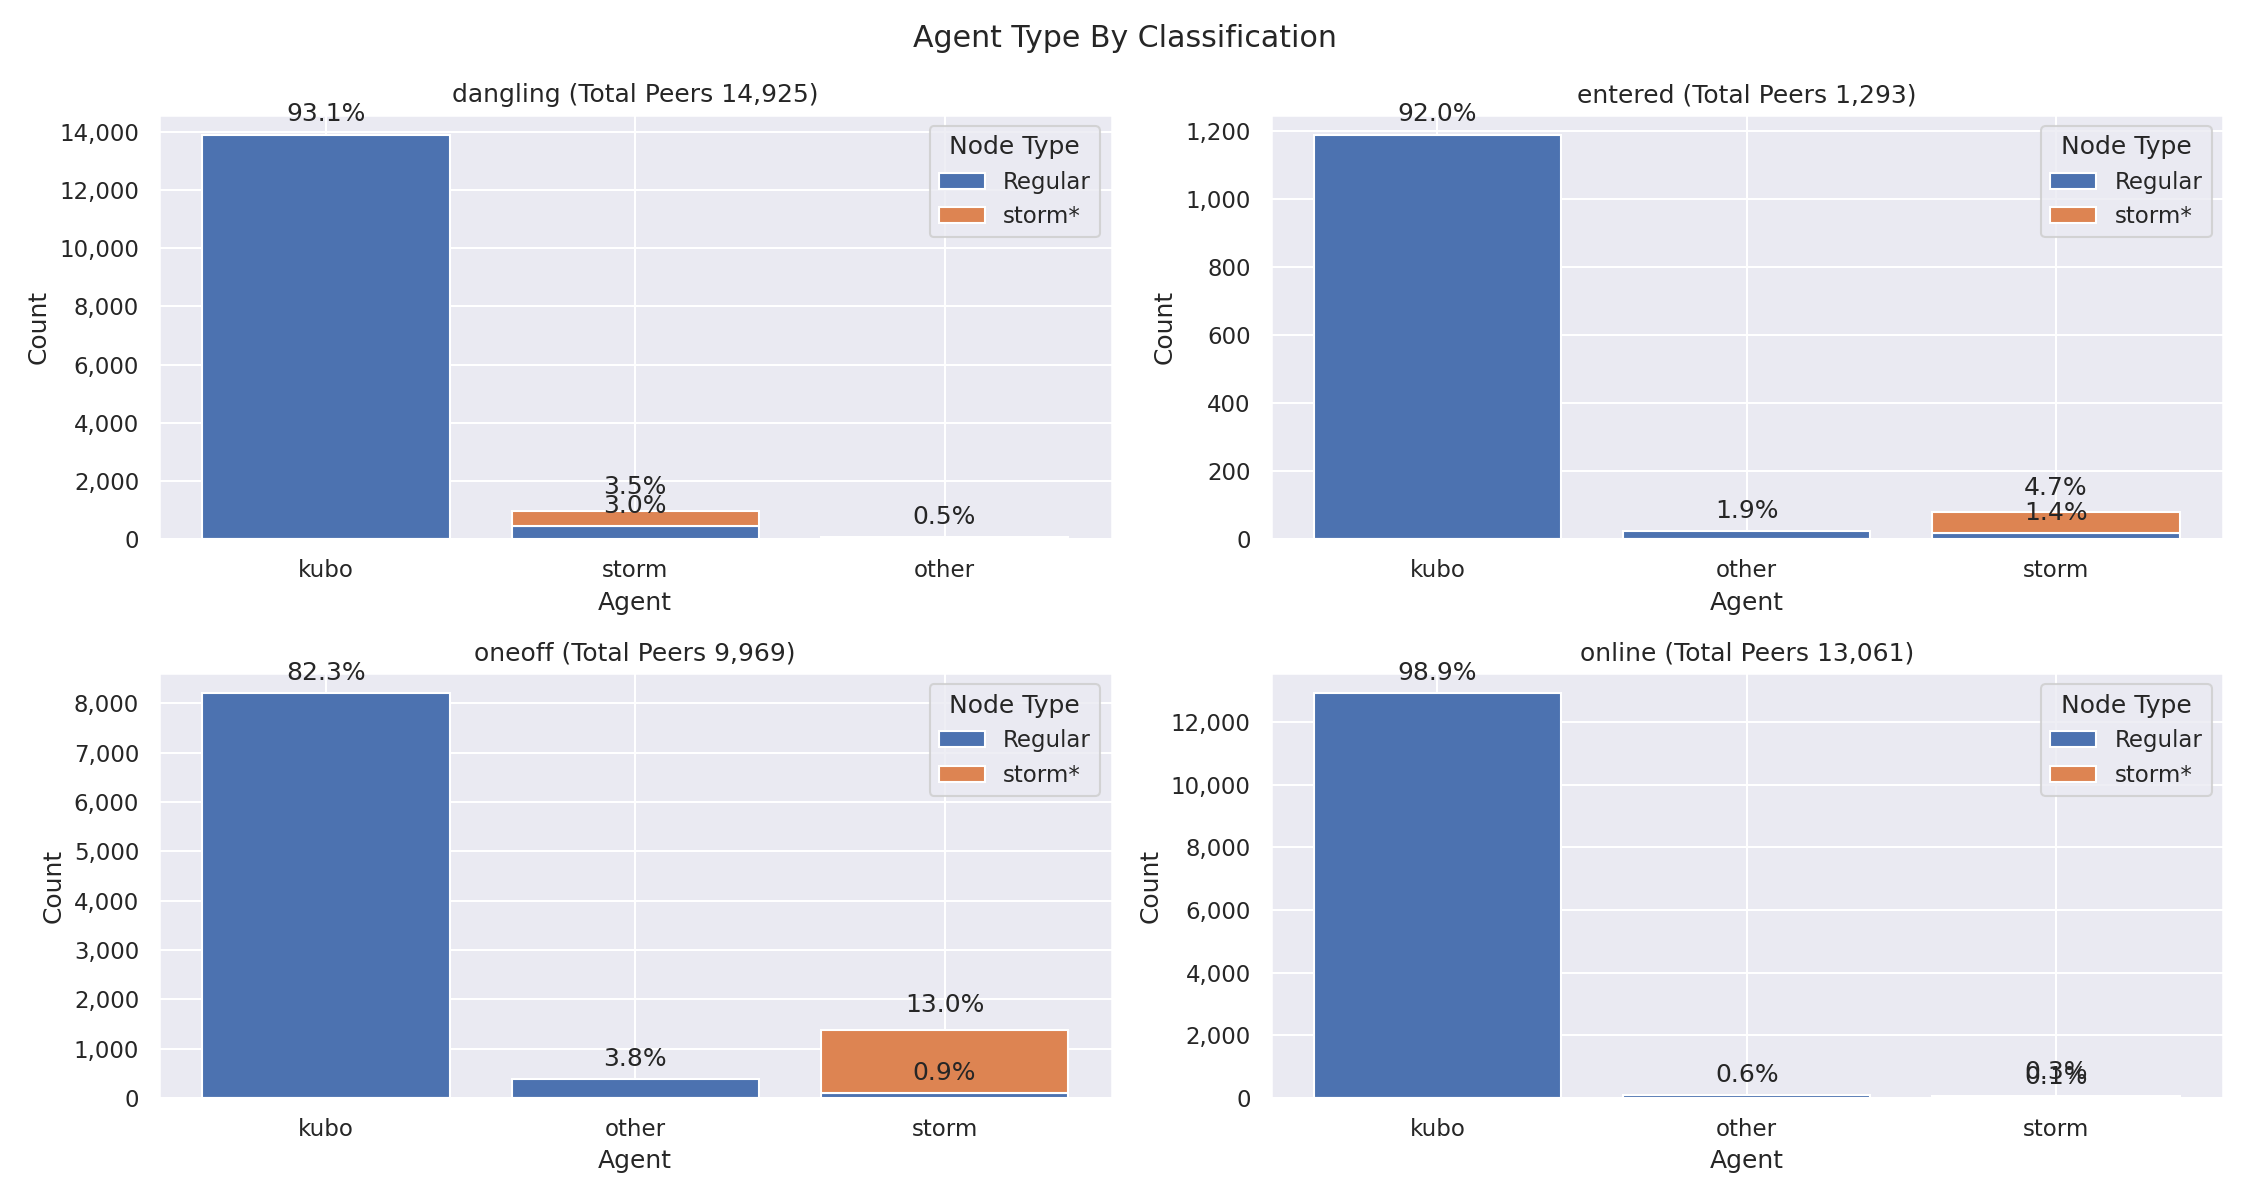 Agent Type By Classification
dangling (Total Peers 14,925)
93.1%
14,000
12,000
10,000
8,000
6,000
4,000
2,000
0
Count
3.5%
3.0%
0.5%
Node Type
Regular
storm*
kubo
storm
other
Agent
entered (Total Peers 1,293)
92.0%
1,200
1,000
800
600
400
200
0
Count
1.9%
4.7%
1.4%
Node Type
Regular
storm*
kubo
other
storm
Agent
oneoff (Total Peers 9,969)
82.3%
8,000
7,000
6,000
5,000
4,000
3,000
2,000
1,000
0
Count
3.8%
13.0%
0.9%
Node Type
Regular
storm*
kubo
other
storm
Agent
online (Total Peers 13,061)
98.9%
12,000
10,000
8,000
6,000
4,000
2,000
0
Count
0.6%
0.3%
0.1%
Node Type
Regular
storm*
kubo
other
storm
Agent